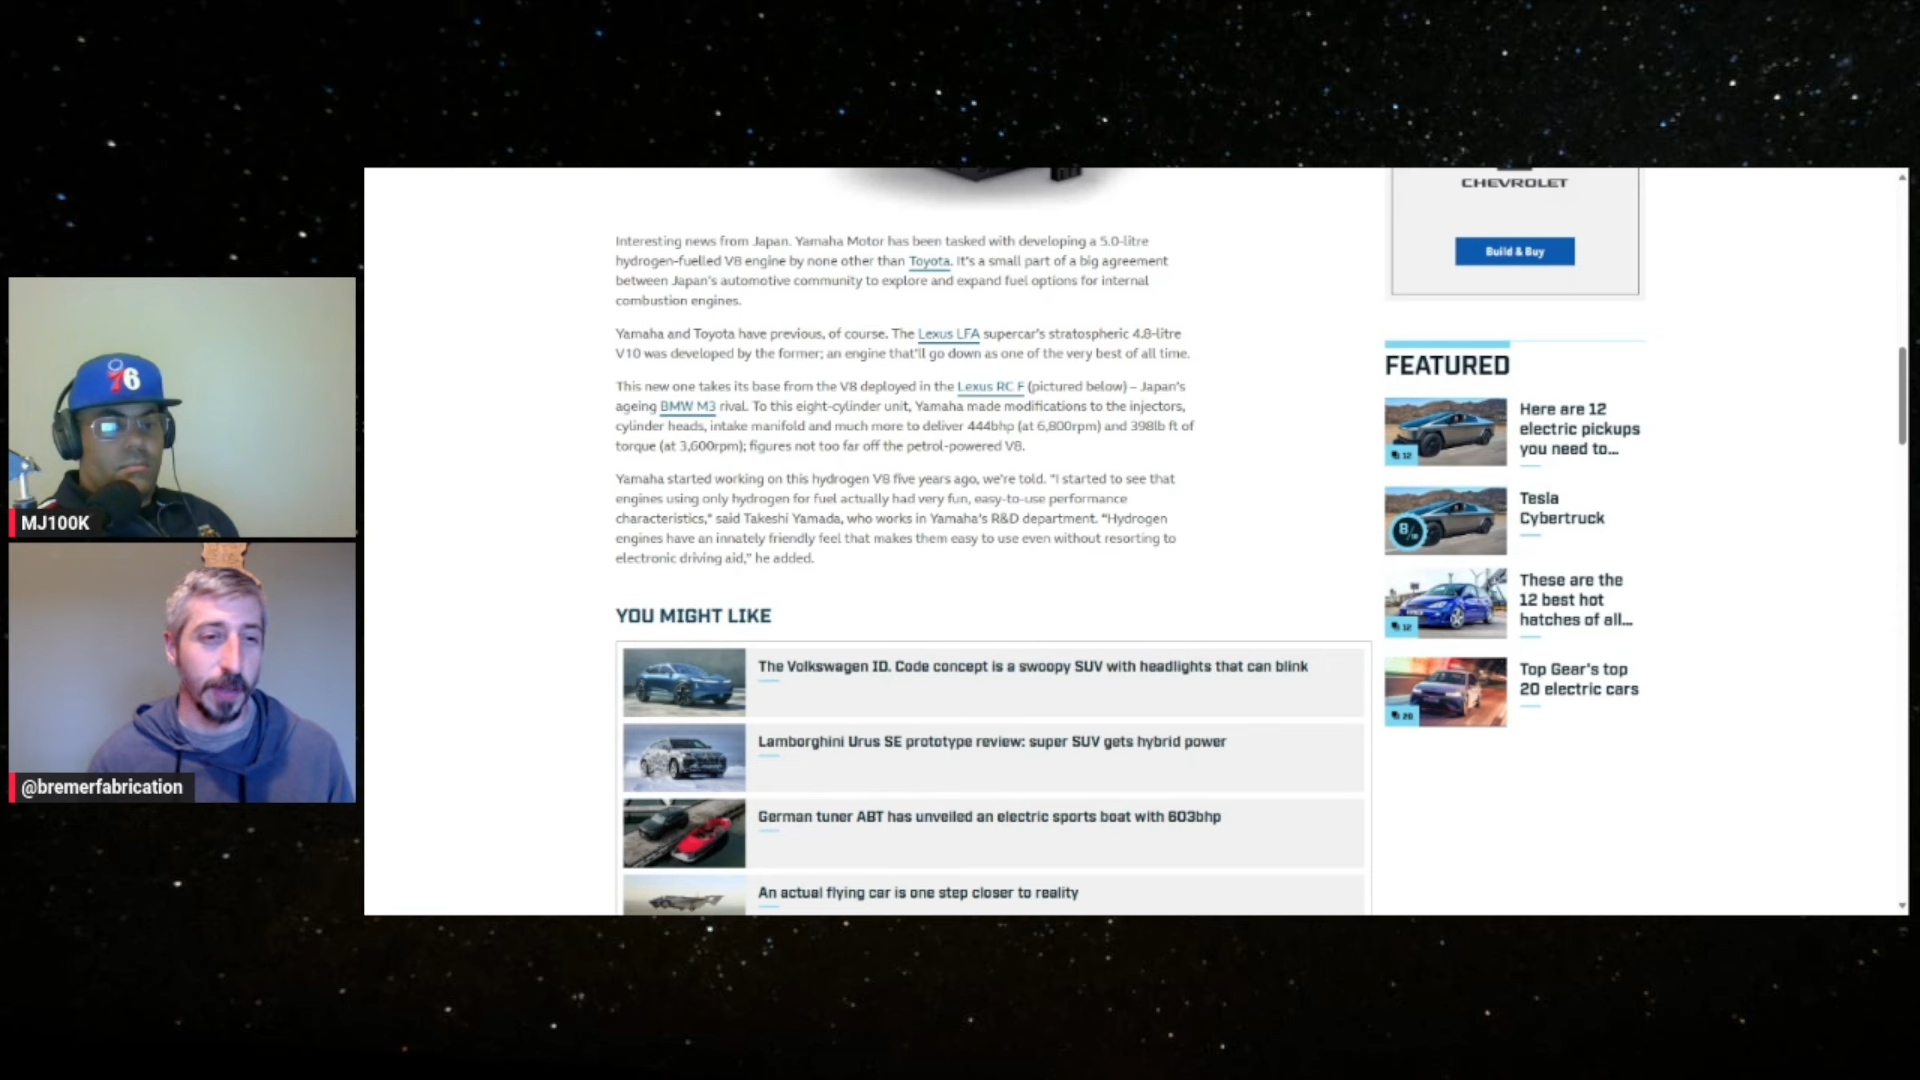 76
MJ100K
@bremerfabrication
Interesting news from Japan. Yamaha Motor has been tasked with developing a 5.0-litre
hydrogen-fuelled V8 engine by none other than Toyota. It's a small part of a big agreement
between Japan's automotive community to explore and expand fuel options for internal
combustion engines.
Yamaha and Toyota have previous, of course. The Lexus LFA supercar's stratospheric 4.8-litre
V10 was developed by the former; an engine that'll go down as one of the very best of all time.
This new one takes its base from the V8 deployed in the Lexus RC F (pictured below) – Japan's
ageing BMW M3 rival. To this eight-cylinder unit, Yamaha made modifications to the injectors,
cylinder heads, intake manifold and much more to deliver 444bhp (at 6,800rpm) and 398lb ft of
torque (at 3,600rpm); figures not too far off the petrol-powered V8.
Yamaha started working on this hydrogen V8 five years ago, we're told. "I started to see that
engines using only hydrogen for fuel actually had very fun, easy-to-use performance
characteristics," said Takeshi Yamada, who works in Yamaha's R&D department. "Hydrogen
engines have an innately friendly feel that makes them easy to use even without resorting to
electronic driving aid," he added.
YOU MIGHT LIKE
The Volkswagen ID. Code concept is a swoopy SUV with headlights that can blink
Lamborghini Urus SE prototype review: super SUV gets hybrid power
German tuner ABT has unveiled an electric sports boat with 603bhp
An actual flying car is one step closer to reality
CHEVROLET
Build & Buy
FEATURED
Here are 12
electric pickups
you need to...
12
Tesla
Cybertruck
8/10
These are the
12 best hot
hatches of all...
12
Top Gear's top
20 electric cars
20